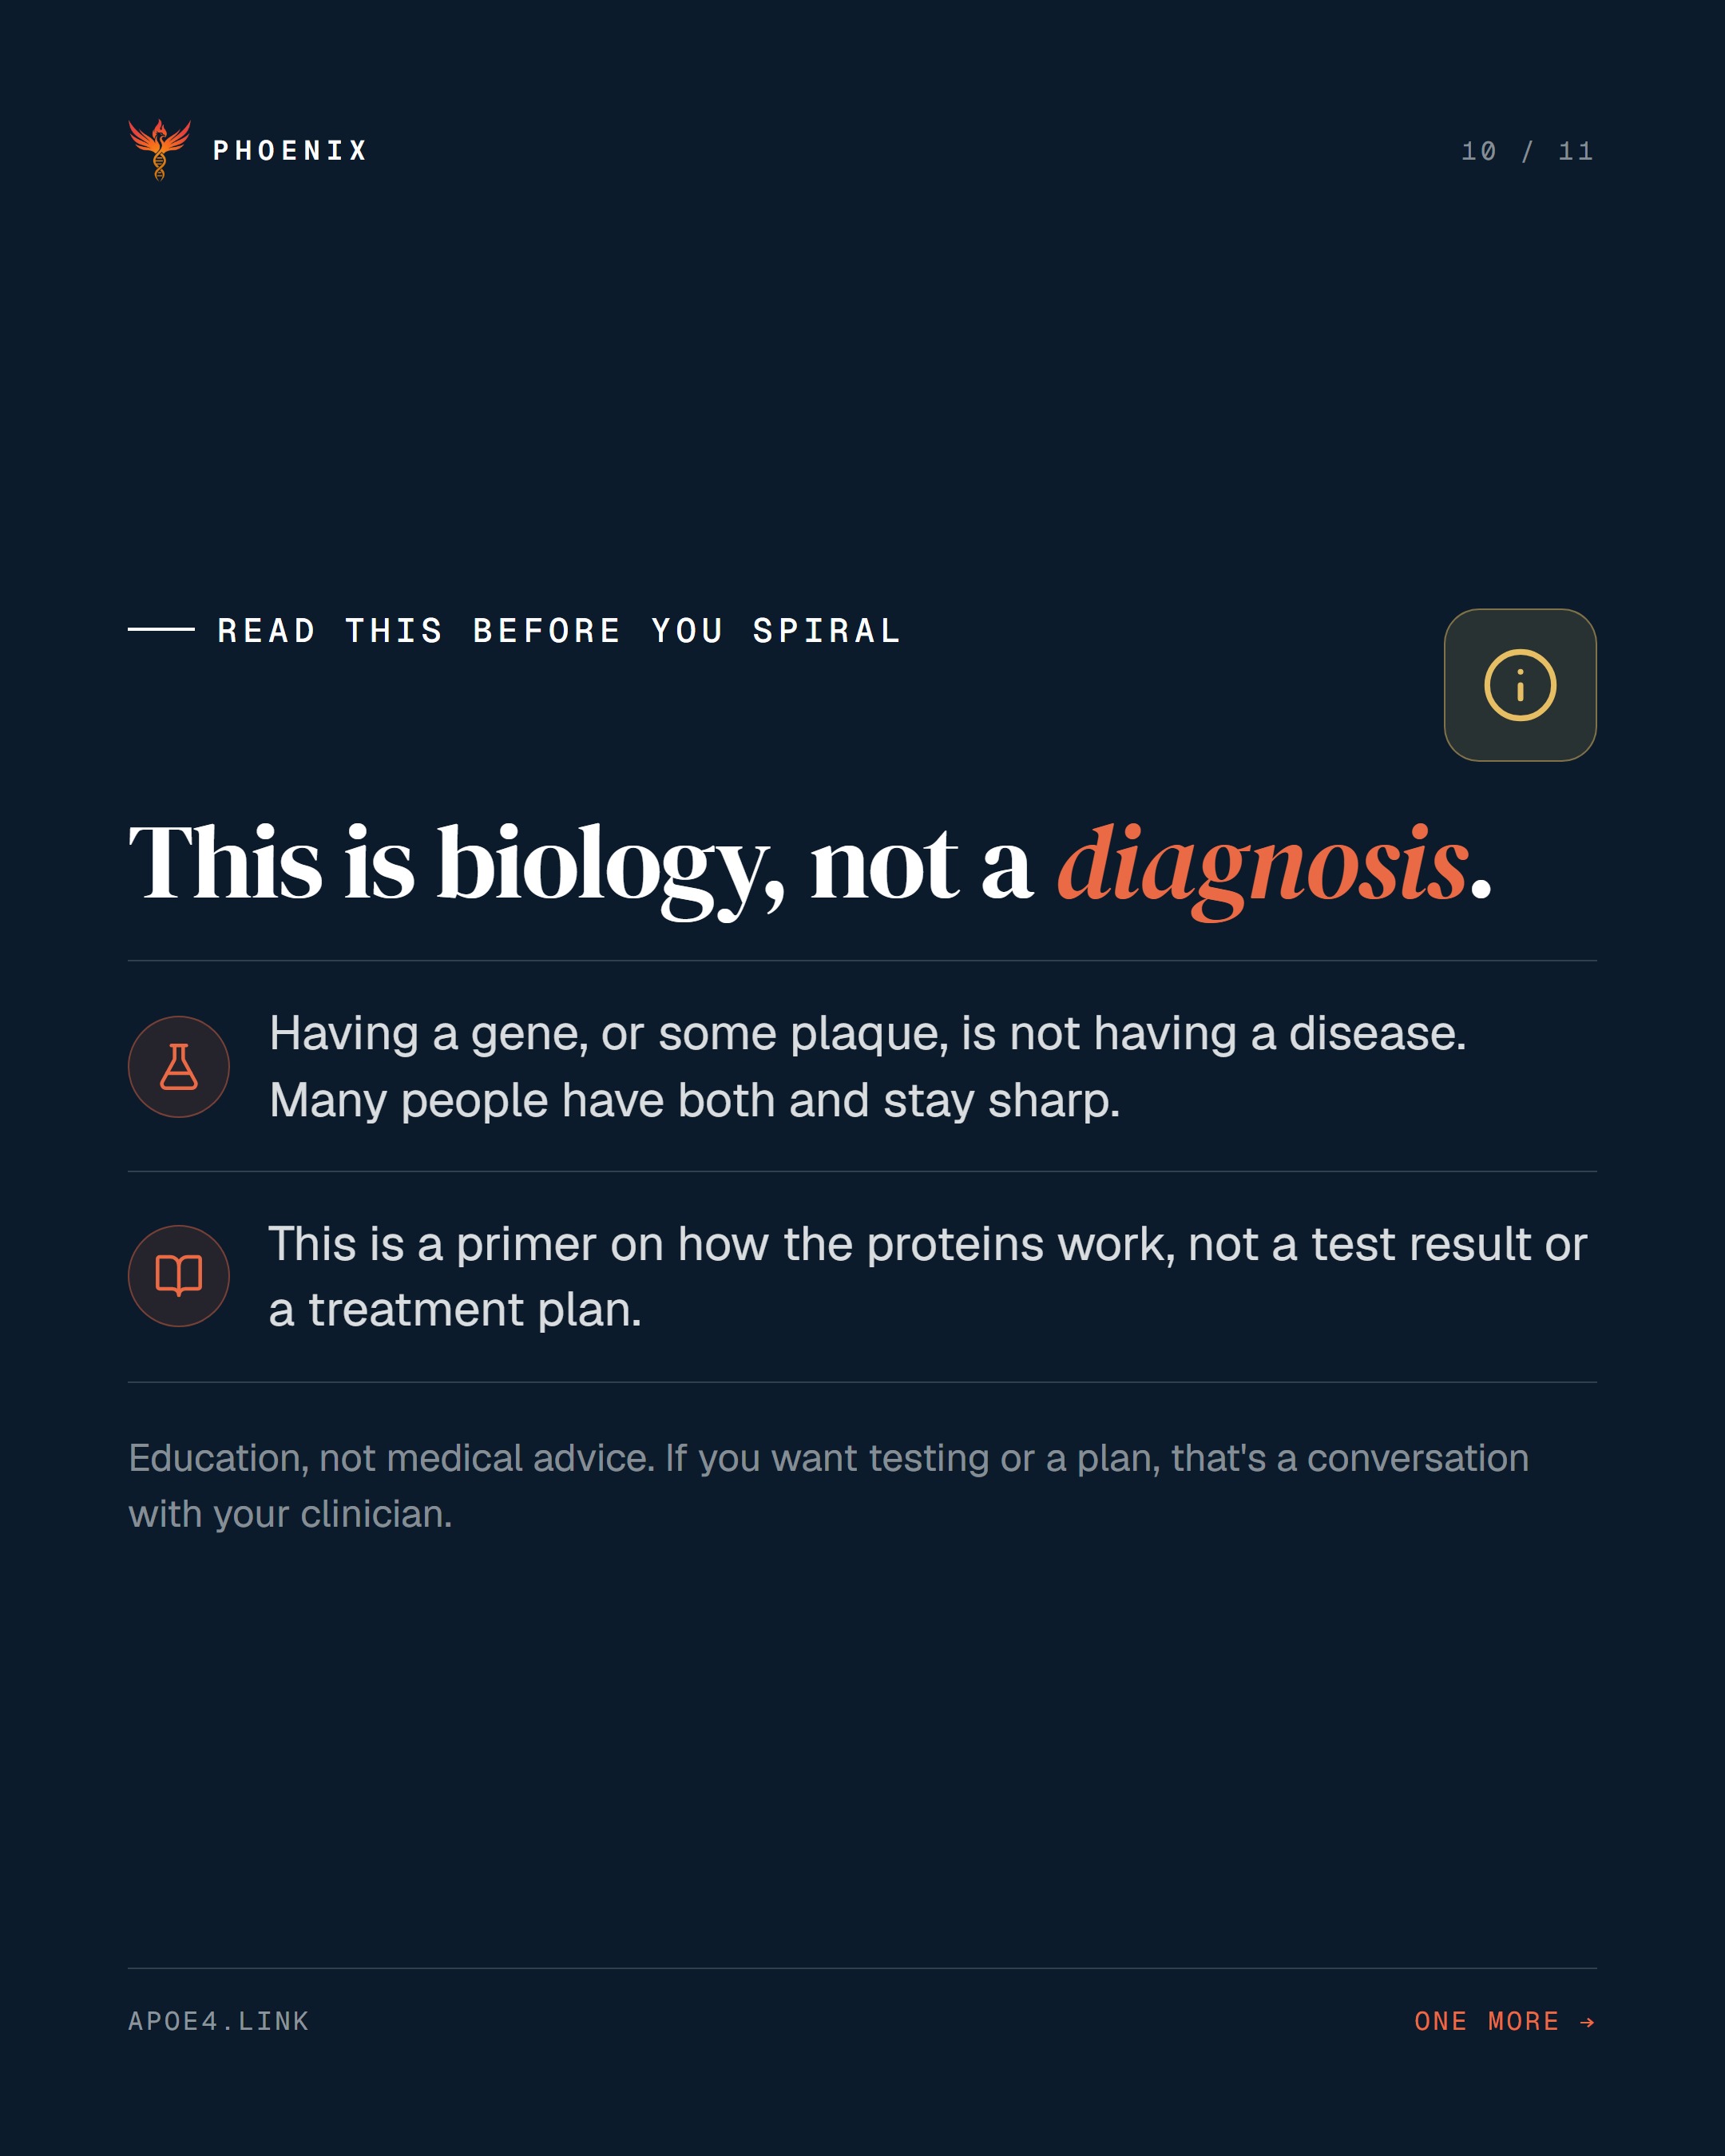 PHOENIX
10 / 11
READ THIS BEFORE YOU SPIRAL
This is biology, not a diagnosis.
Having a gene, or some plaque, is not having a disease.
Many people have both and stay sharp.
This is a primer on how the proteins work, not a test result or
a treatment plan.
Education, not medical advice. If you want testing or a plan, that's a conversation
with your clinician.
APOE4.LINK
ONE MORE →